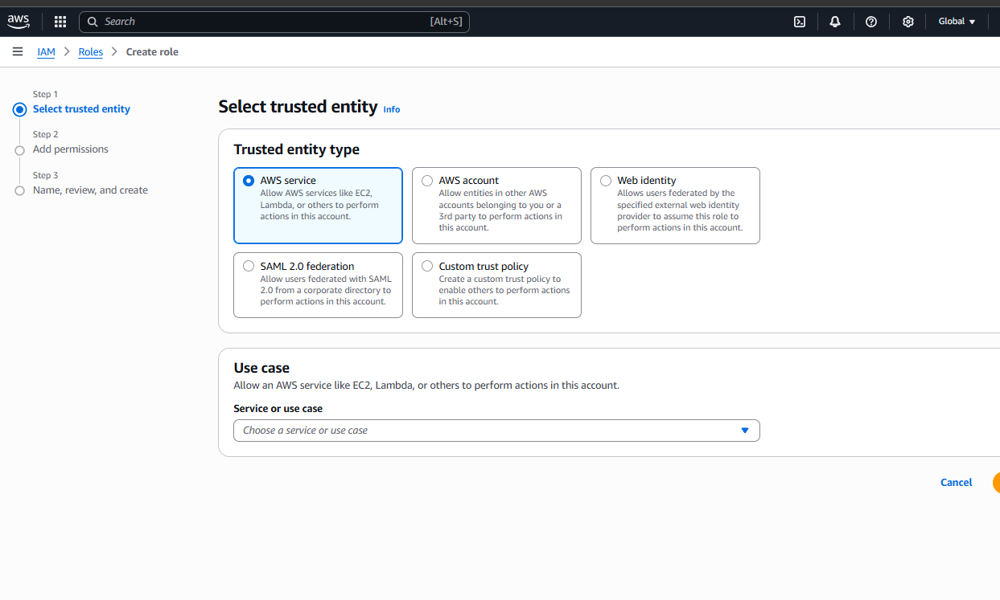 aws
Search [Alt+S]
Global
IAM > Roles > Create role
Step 1
Select trusted entity
Step 2
Add permissions
Step 3
Name, review, and create
Select trusted entity Info
Trusted entity type
AWS service
Allow AWS services like EC2,
Lambda, or others to perform
actions in this account.
AWS account
Allow entities in other AWS
accounts belonging to you or a
3rd party to perform actions in
this account.
Web identity
Allows users federated by the
specified external web identity
provider to assume this role to
perform actions in this account.
SAML 2.0 federation
Allow users federated with SAML
2.0 from a corporate directory to
perform actions in this account.
Custom trust policy
Create a custom trust policy to
enable others to perform actions
in this account.
Use case
Allow an AWS service like EC2, Lambda, or others to perform actions in this account.
Service or use case
Choose a service or use case
Cancel